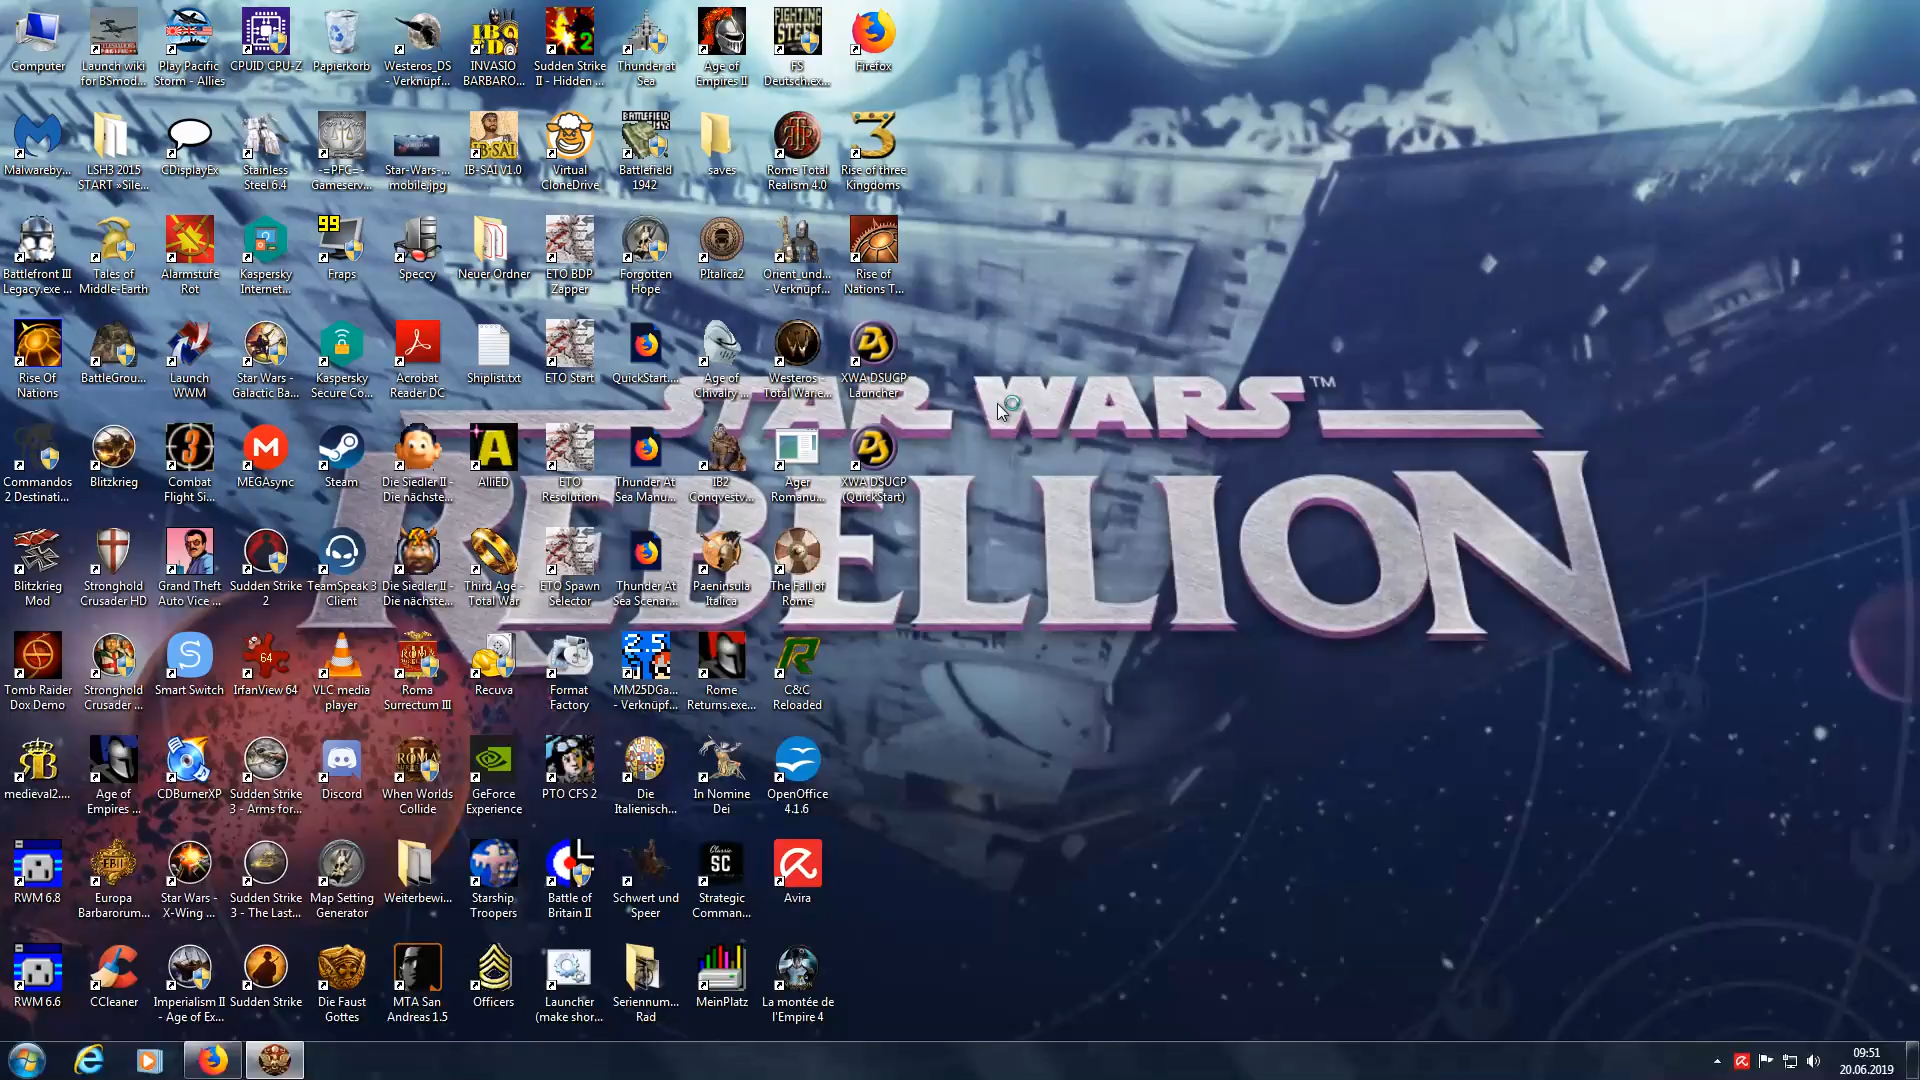 Computer
Launch wiki
for BSmod...
Play Pacific
Storm - Allies
CPUID CPU-Z
Papierkorb
Westeros_DS
- Verknüpf...
INVASIO
BARBARO...
Sudden Strike
II - Hidden ...
Thunder at
Sea
Age of
Empires II
FIGHTING
STEEL
FS
Deutsch.ex...
Firefox
Malwareby...
LSH3 2015
START »Sile...
CDisplayEx
Stainless
Steel 6.4
-=PFC=-
Gameserv...
Star-Wars-...
mobile.jpg
IB-SAI
IB-SAI V1.0
Virtual
CloneDrive
BATTLEFIELD
1942
Battlefield
1942
saves
Rome Total
Realism 4.0
Rise of three
Kingdoms
Battlefront III
Legacy.exe ...
Tales of
Middle-Earth
Alarmstufe
Rot
Kaspersky
Internet...
99
Fraps
Speccy
Neuer Ordner
ETO BDP
Zapper
Forgotten
Hope
PItalica2
Orient_und...
- Verknüpf...
Rise of
Nations T...
Rise Of
Nations
BattleGrou...
Launch
WWM
Star Wars -
Galactic Ba...
Kaspersky
Secure Co...
Acrobat
Reader DC
Shiplist.txt
ETO Start
QuickStart....
Age of
Chivalry ...
Westeros -
Total War.e...
XWA DSUCP
Launcher
STAR WARS™
REBELLION
Commandos
2 Destinati...
Blitzkrieg
3
Combat
Flight Si...
M
MEGAsync
Steam
Die Siedler II -
Die nächste...
A
AlliED
ETO
Resolution
Thunder At
Sea Manu...
IB2
Conqvestv...
Ager
Romanu...
XWA DSUCP
(QuickStart)
Blitzkrieg
Mod
Stronghold
Crusader HD
Grand Theft
Auto Vice ...
Sudden Strike
2
TeamSpeak 3
Client
Die Siedler II -
Die nächste...
Third Age -
Total War
ETO Spawn
Selector
Thunder At
Sea Scenar...
Paeninsula
Italica
The Fall of
Rome
Tomb Raider
Dox Demo
Stronghold
Crusader ...
S
Smart Switch
64
IrfanView 64
VLC media
player
Roma
Surrectum III
Recuva
Format
Factory
2.5
MM25DGa...
- Verknüpf...
Rome
Returns.exe...
R
C&C
Reloaded
medieval2....
Age of
Empires ...
CDBurnerXP
Sudden Strike
3 - Arms for...
Discord
When Worlds
Collide
GeForce
Experience
PTO CFS 2
Die
Italienisch...
In Nomine
Dei
OpenOffice
4.1.6
RWM 6.8
EBII
Europa
Barbarorum...
Star Wars -
X-Wing ...
Sudden Strike
3 - The Last...
Map Setting
Generator
Weiterbewi...
Starship
Troopers
Battle of
Britain II
Schwert und
Speer
Classic
SC
Strategic
Comman...
Avira
RWM 6.6
CCleaner
Imperialism II
- Age of Ex...
Sudden Strike
Die Faust
Gottes
MTA San
Andreas 1.5
Officers
Launcher
(make shor...
Seriennum...
Rad
MeinPlatz
La montée de
l'Empire 4
09:51
20.06.2019